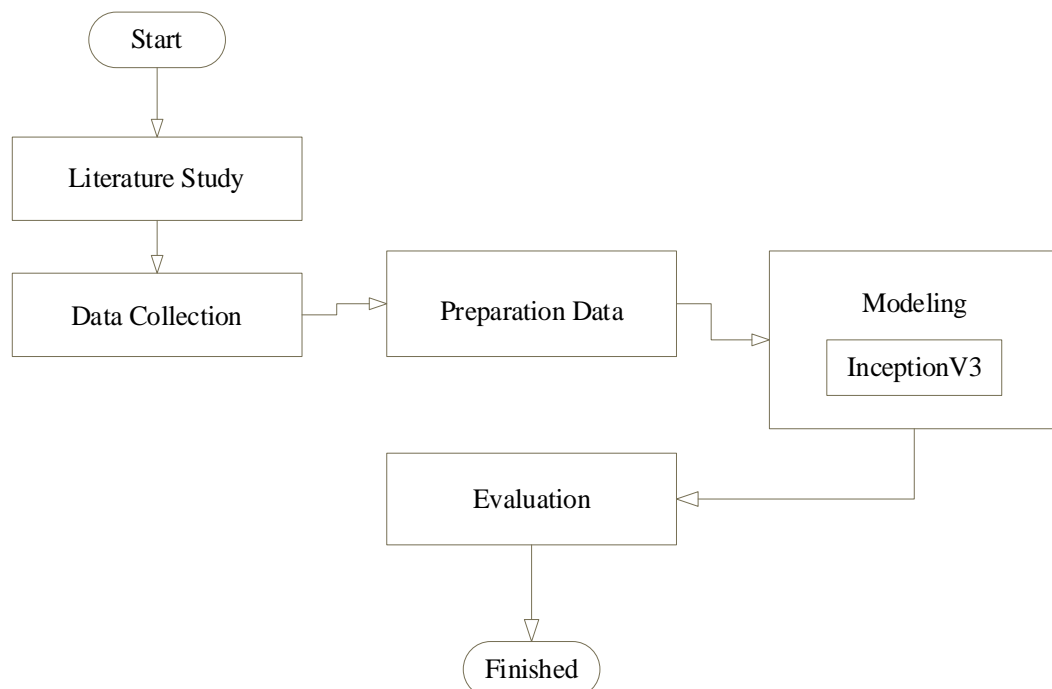 Start
Literature Study
Data Collection
Preparation Data
Modeling
InceptionV3
Evaluation
Finished